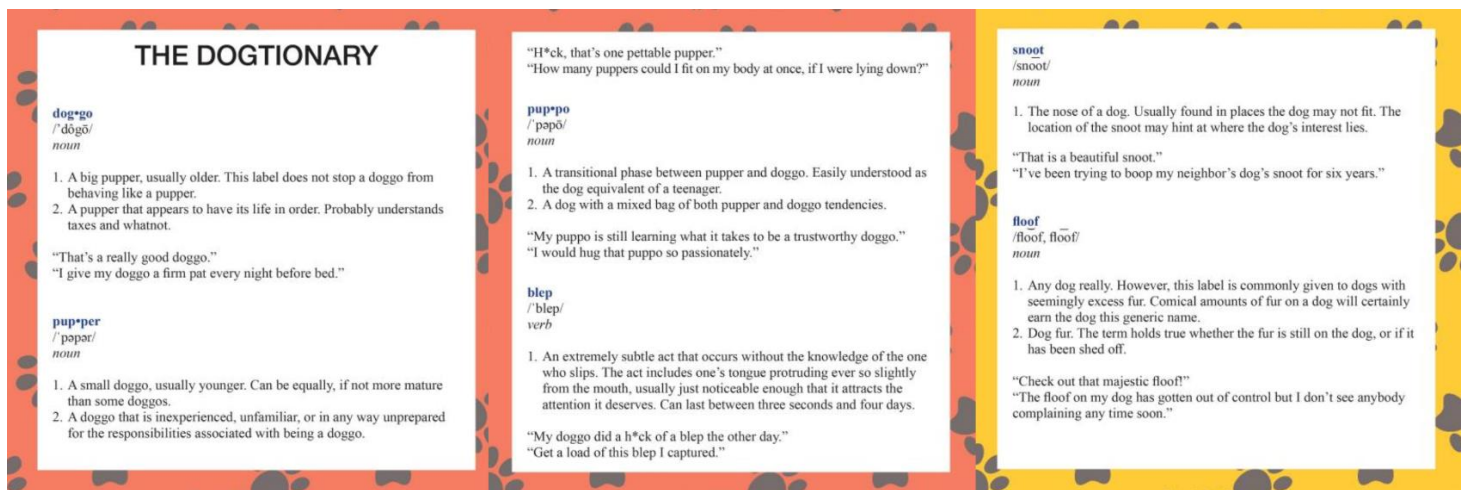 THE DOGTIONARY
dog•go
/ˈdôgō/
noun
1. A big pupper, usually older. This label does not stop a doggo from
behaving like a pupper.
2. A pupper that appears to have its life in order. Probably understands
taxes and whatnot.
“That’s a really good doggo.”
“I give my doggo a firm pat every night before bed.”
pup•per
/ˈpəpər/
noun
1. A small doggo, usually younger. Can be equally, if not more mature
than some doggos.
2. A doggo that is inexperienced, unfamiliar, or in any way unprepared
for the responsibilities associated with being a doggo.
“H*ck, that’s one pettable pupper.”
“How many puppers could I fit on my body at once, if I were lying down?”
pup•po
/ˈpəpō/
noun
1. A transitional phase between pupper and doggo. Easily understood as
the dog equivalent of a teenager.
2. A dog with a mixed bag of both pupper and doggo tendencies.
“My puppo is still learning what it takes to be a trustworthy doggo.”
“I would hug that puppo so passionately.”
blep
/ˈblep/
verb
1. An extremely subtle act that occurs without the knowledge of the one
who slips. The act includes one’s tongue protruding ever so slightly
from the mouth, usually just noticeable enough that it attracts the
attention it deserves. Can last between three seconds and four days.
“My doggo did a h*ck of a blep the other day.”
“Get a load of this blep I captured.”
snoot
/sno͞ot/
noun
1. The nose of a dog. Usually found in places the dog may not fit. The
location of the snoot may hint at where the dog’s interest lies.
“That is a beautiful snoot.”
“I’ve been trying to boop my neighbor’s dog’s snoot for six years.”
floof
/flo͝of, flo͞of/
noun
1. Any dog really. However, this label is commonly given to dogs with
seemingly excess fur. Comical amounts of fur on a dog will certainly
earn the dog this generic name.
2. Dog fur. The term holds true whether the fur is still on the dog, or if it
has been shed off.
“Check out that majestic floof!”
“The floof on my dog has gotten out of control but I don’t see anybody
complaining any time soon.”